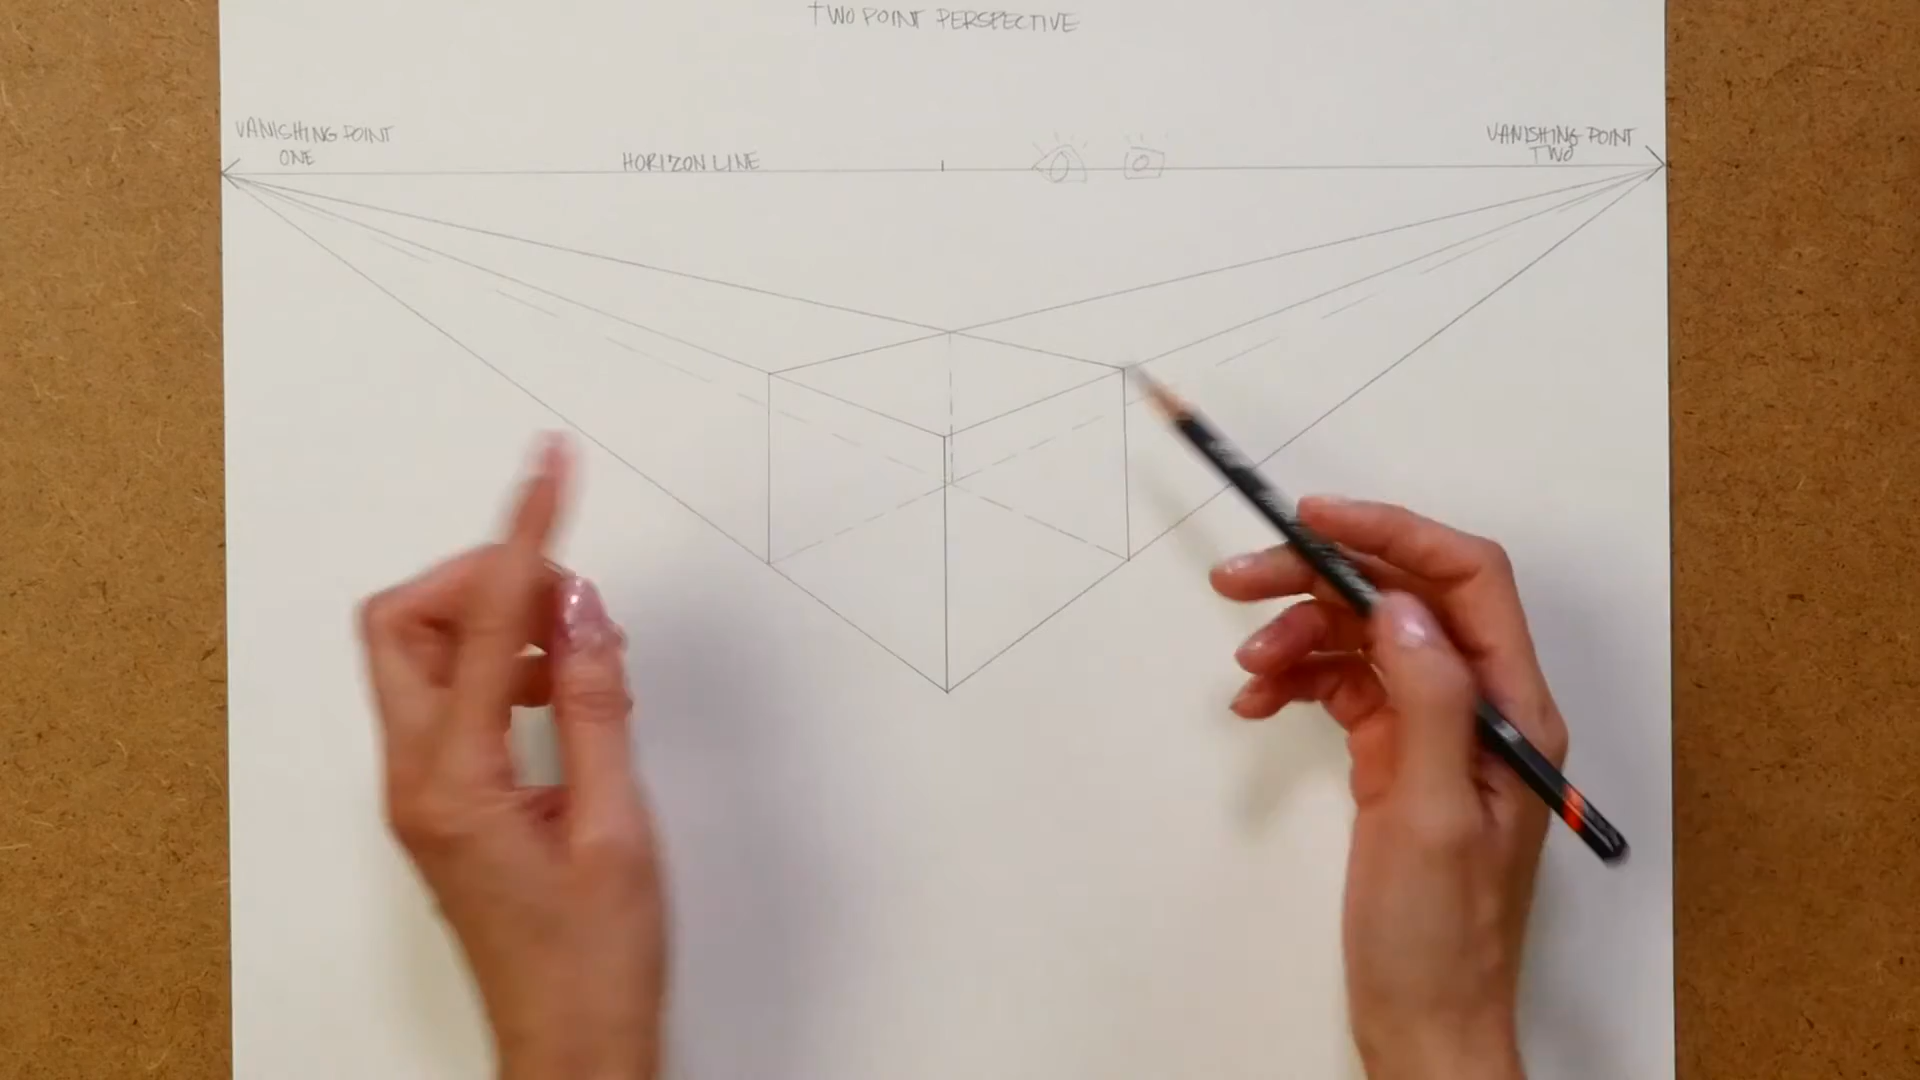 TWO POINT PERSPECTIVE
VANISHING POINT
ONE
HORIZON LINE
VANISHING POINT
TWO